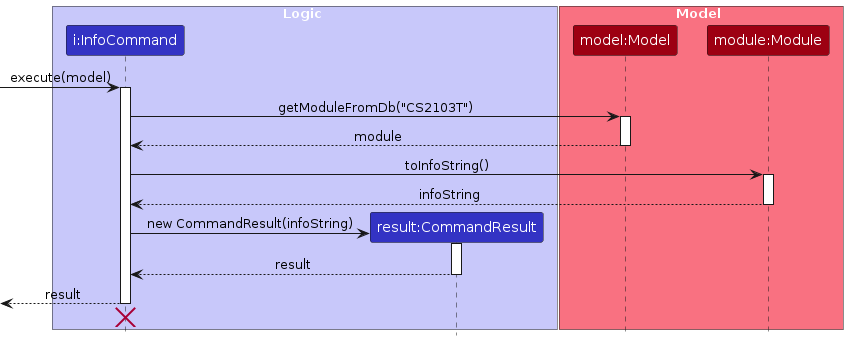 Logic
Model
i:InfoCommand
model:Model
module:Module
execute(model)
getModuleFromDb("CS2103T")
module
toInfoString()
infoString
new CommandResult(infoString)
result:CommandResult
result
result